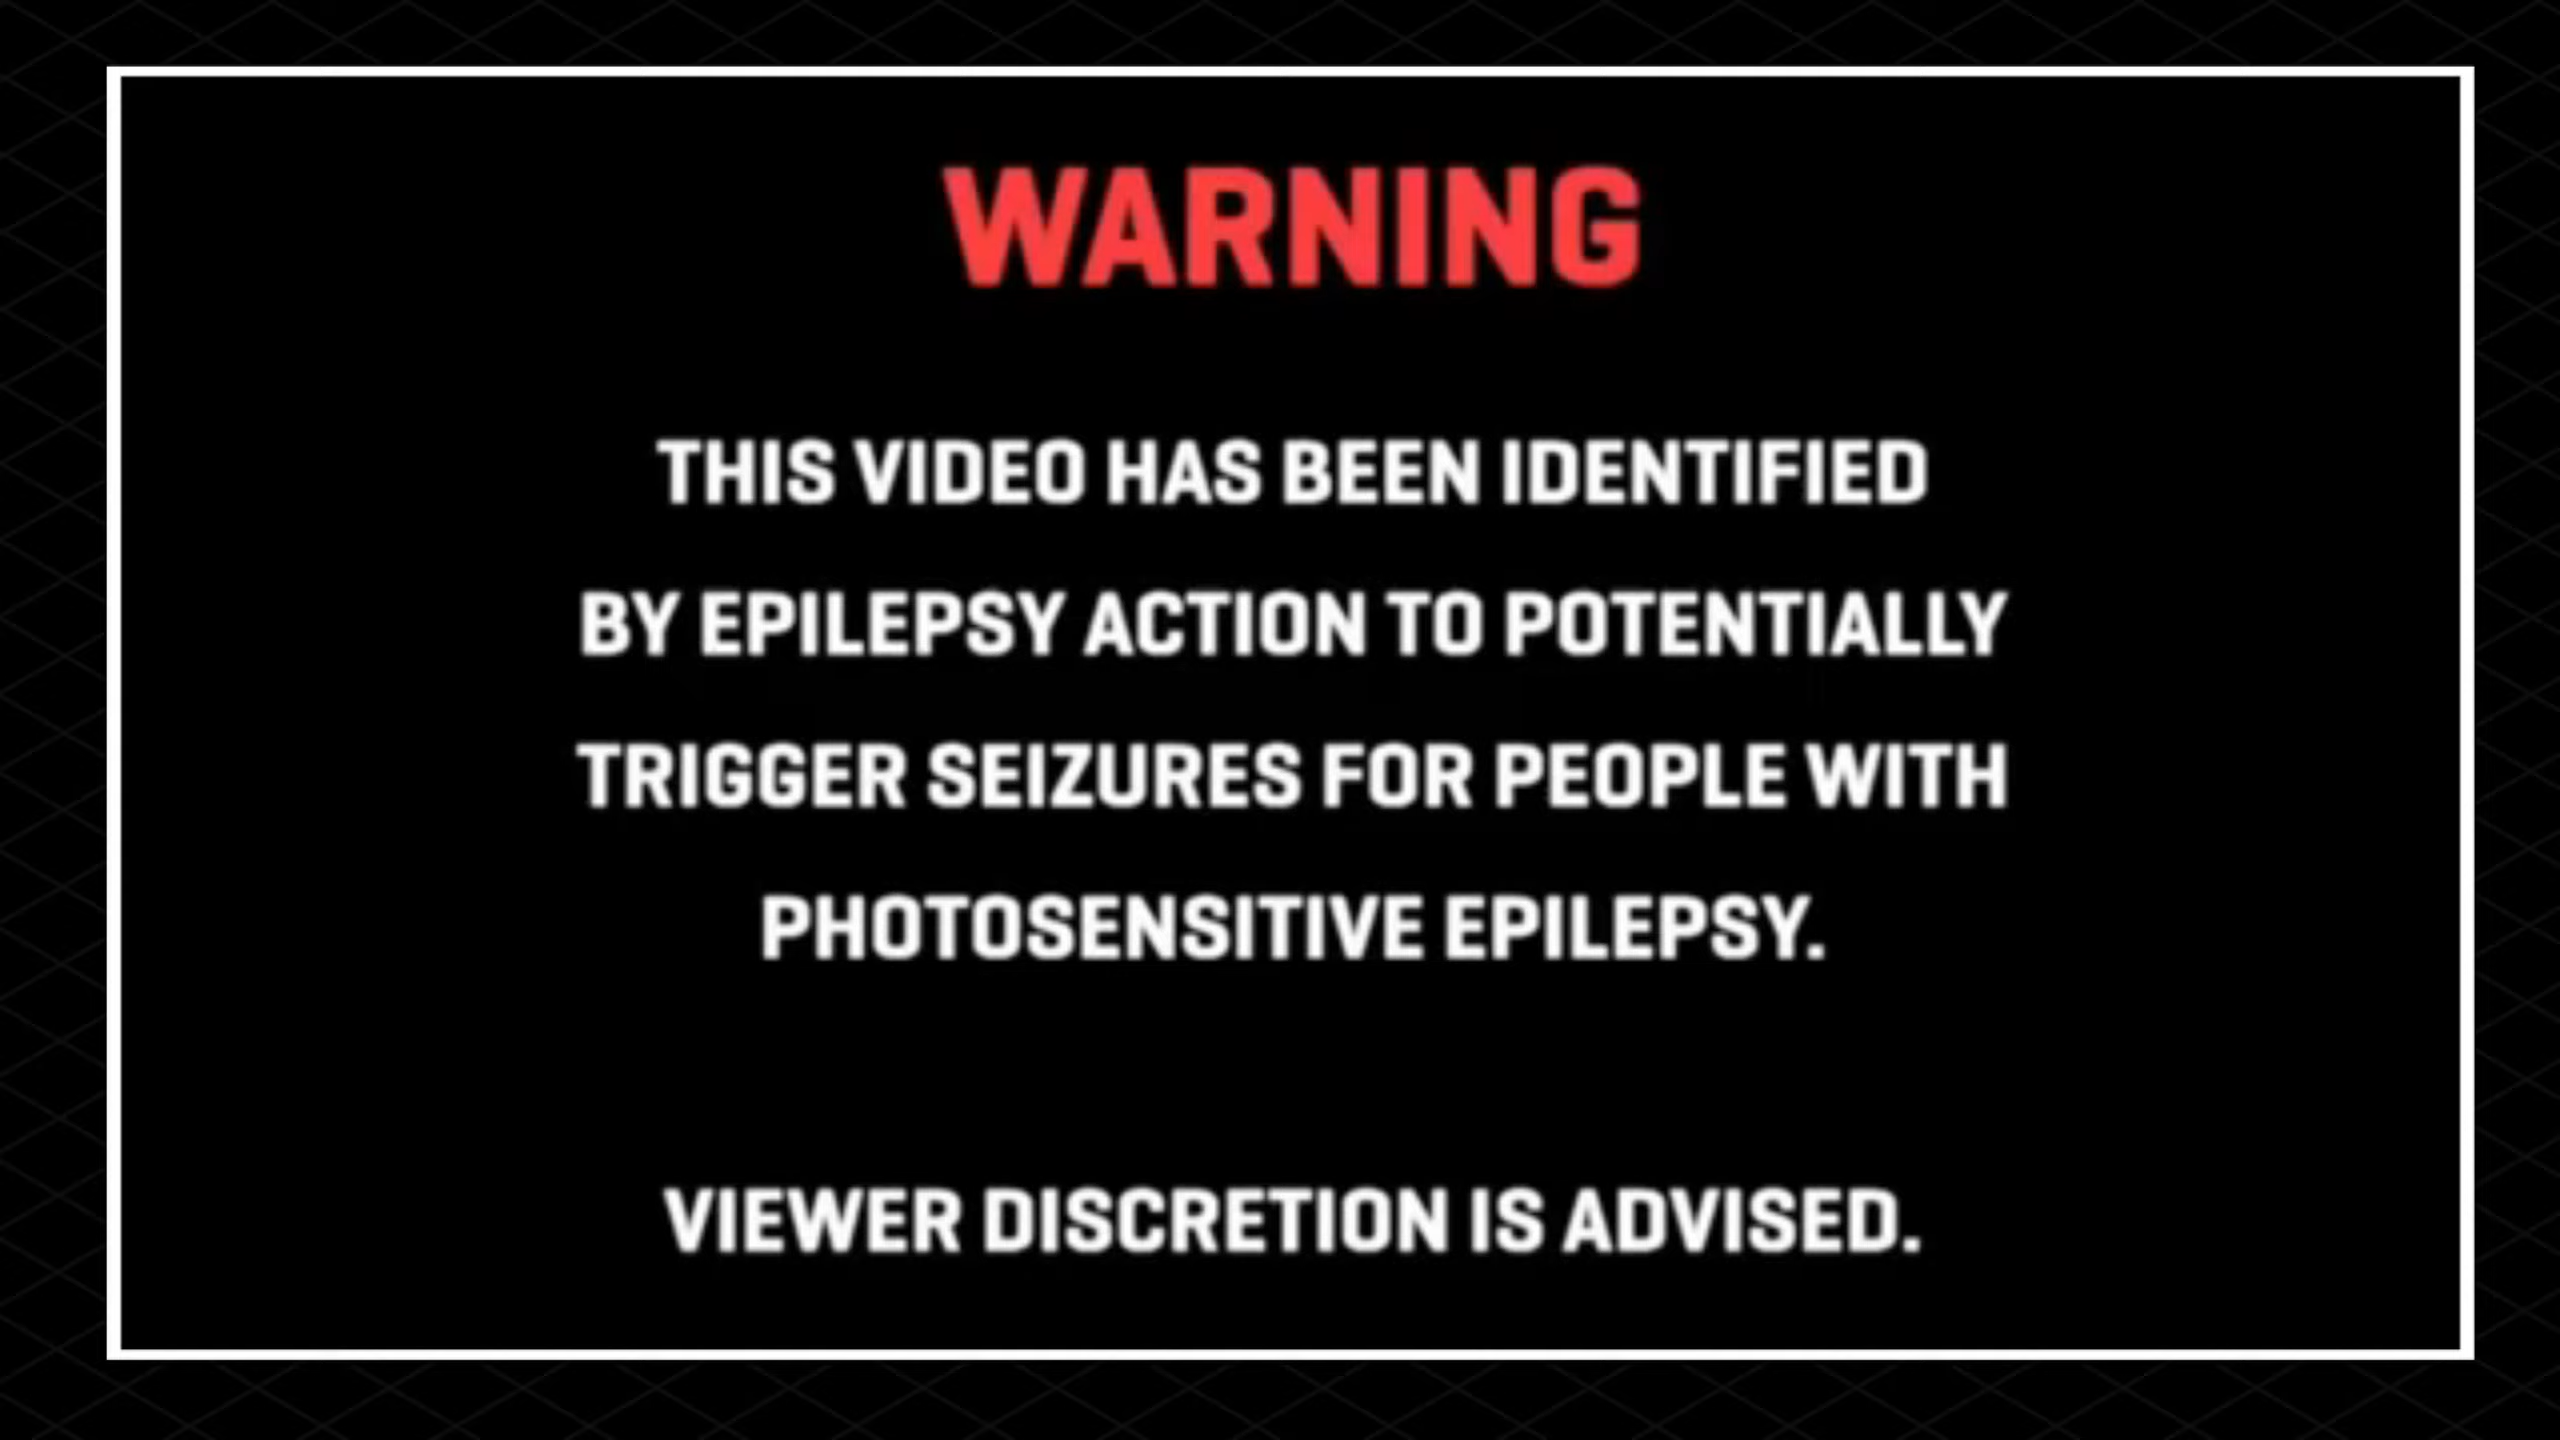 WARNING
THIS VIDEO HAS BEEN IDENTIFIED
BY EPILEPSY ACTION TO POTENTIALLY
TRIGGER SEIZURES FOR PEOPLE WITH
PHOTOSENSITIVE EPILEPSY.
VIEWER DISCRETION IS ADVISED.